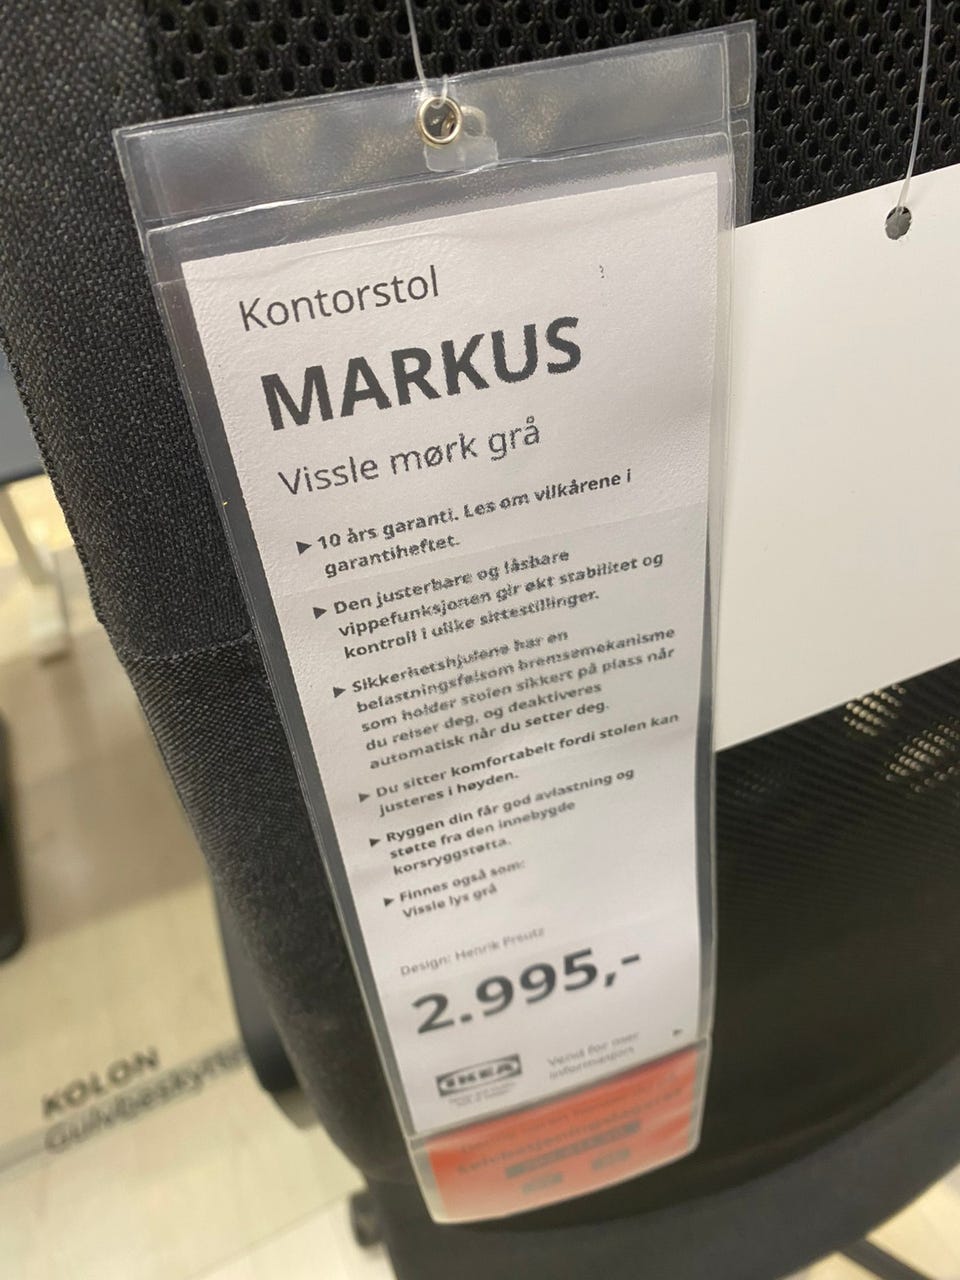 Kontorstol
MARKUS
Vissle mørk grå
▶ 10 års garanti. Les om vilkårene i
garantiheftet.
▶ Den justerbare og låsbare
vippefunksjonen gir økt stabilitet og
kontroll i ulike sittestillinger.
▶ Sikkerhetshjulene har en
belastningsfølsom bremsemekanisme
som holder stolen sikkert på plass når
du reiser deg, og deaktiveres
automatisk når du setter deg.
▶ Du sitter komfortabelt fordi stolen kan
justeres i høyden.
▶ Ryggen din får god avlastning og
støtte fra den innebygde
korsryggstøtta.
▶ Finnes også som:
Vissle lys grå
Design: Henrik Preutz
2.995,-
IKEA
Vend for mer
informasjon
KOLON